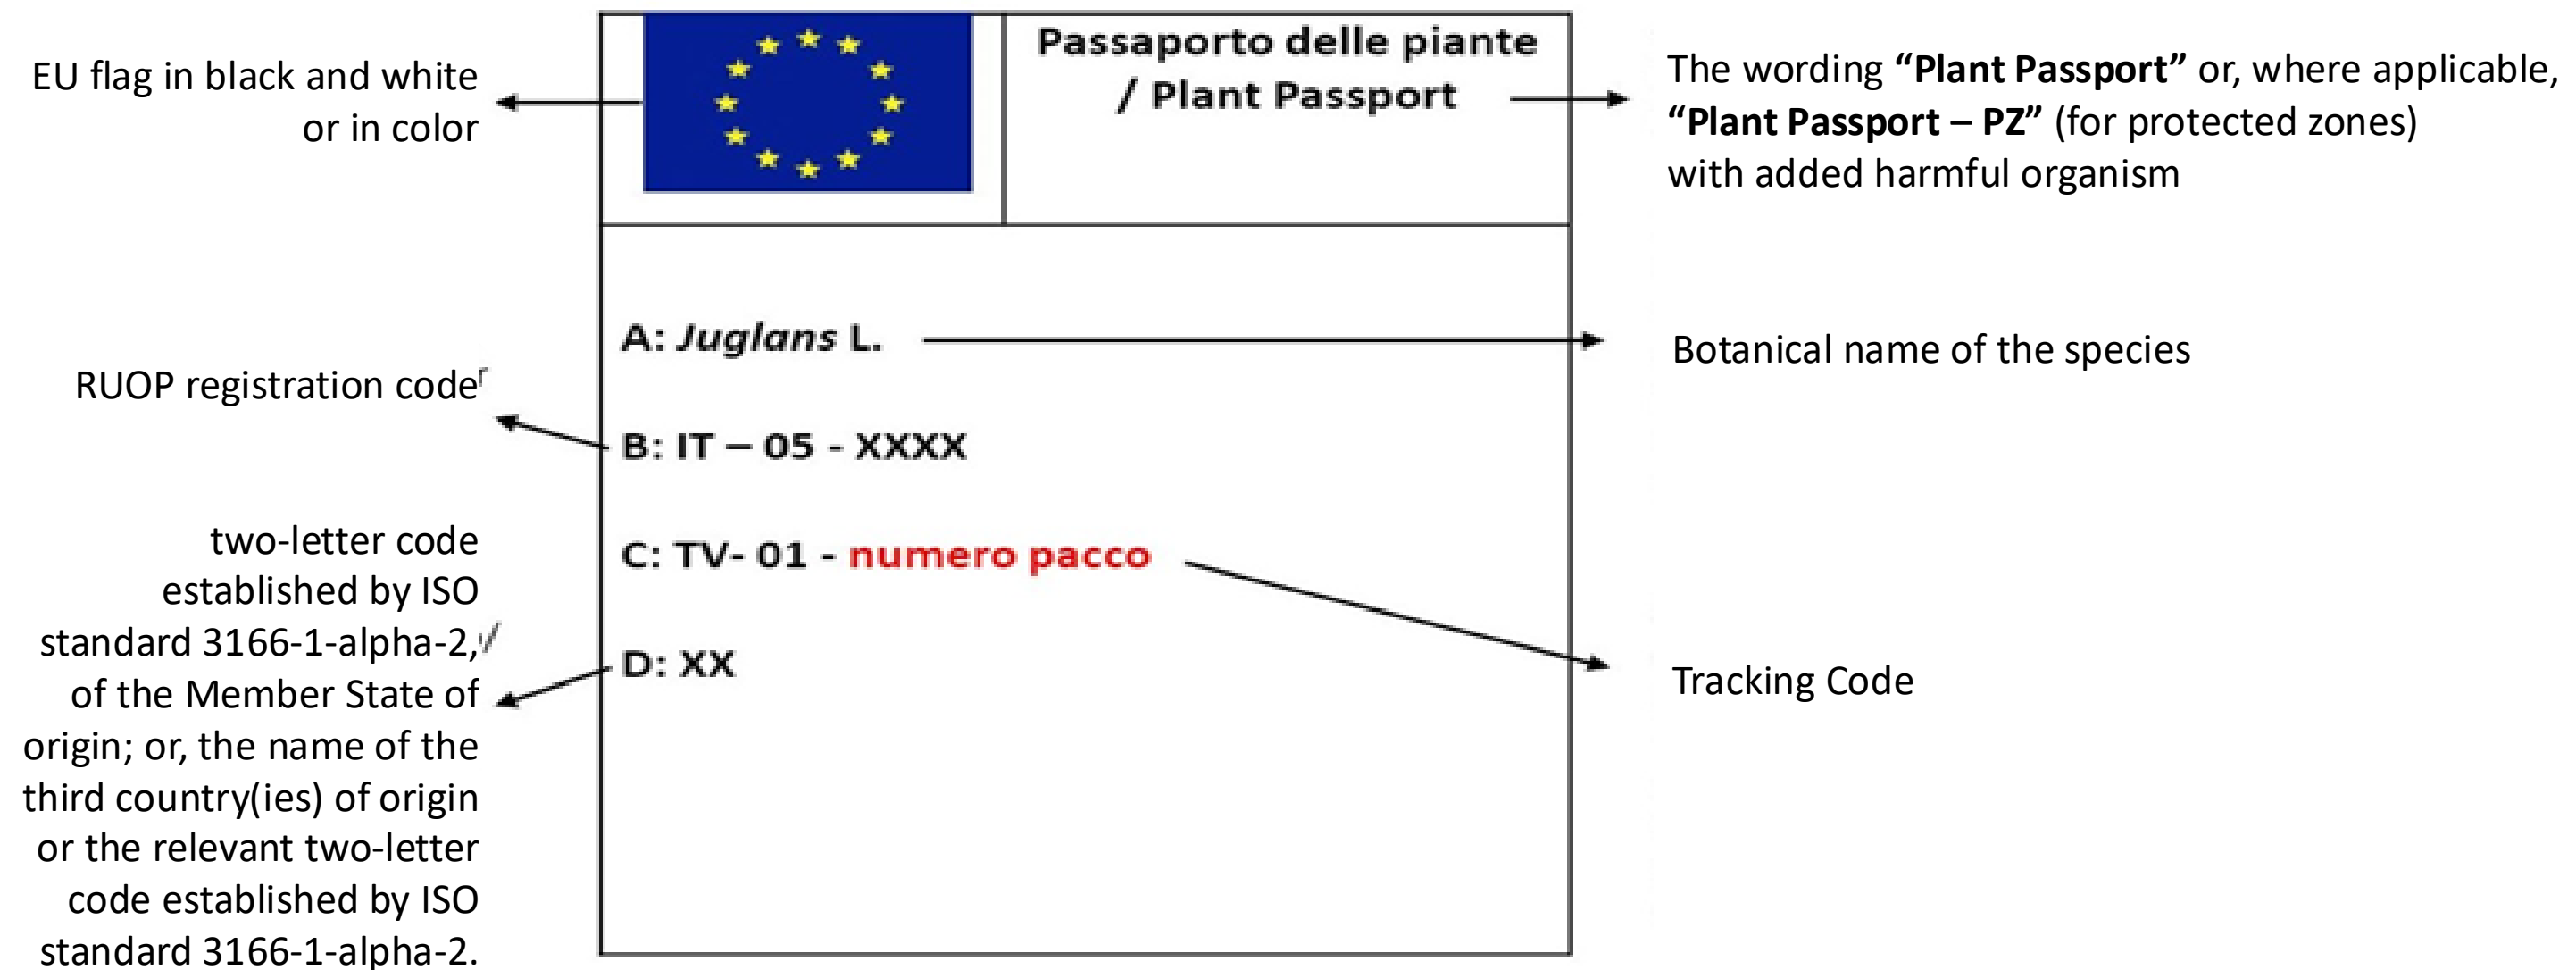 EU flag in black and white
or in color
Passaporto delle piante
/ Plant Passport
The wording “Plant Passport” or, where applicable,
“Plant Passport – PZ” (for protected zones)
with added harmful organism
A: Juglans L.
Botanical name of the species
RUOP registration code
B: IT – 05 - XXXX
C: TV- 01 - numero pacco
Tracking Code
D: XX
two-letter code
established by ISO
standard 3166-1-alpha-2,
of the Member State of
origin; or, the name of the
third country(ies) of origin
or the relevant two-letter
code established by ISO
standard 3166-1-alpha-2.